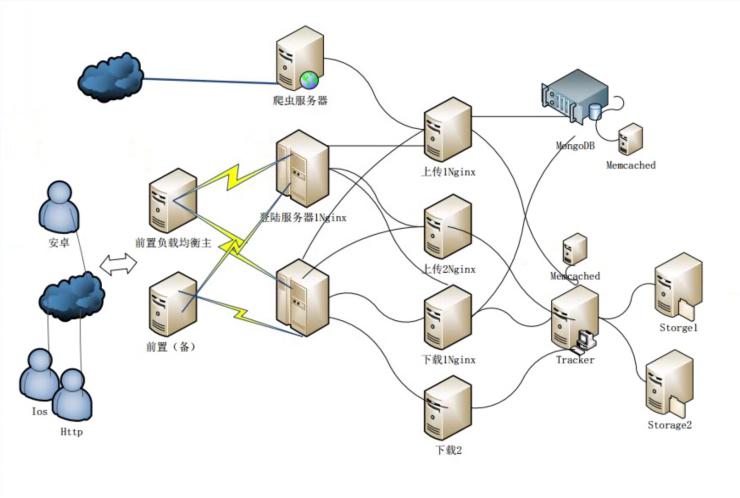 爬虫服务器
MongoDB
Memcached
上传1Nginx
安卓
前置负载均衡主
登陆服务器1Nginx
上传2Nginx
Memcached
前置（备）
下载1Nginx
Tracker
Storge1
Ios
Http
下载2
Storage2